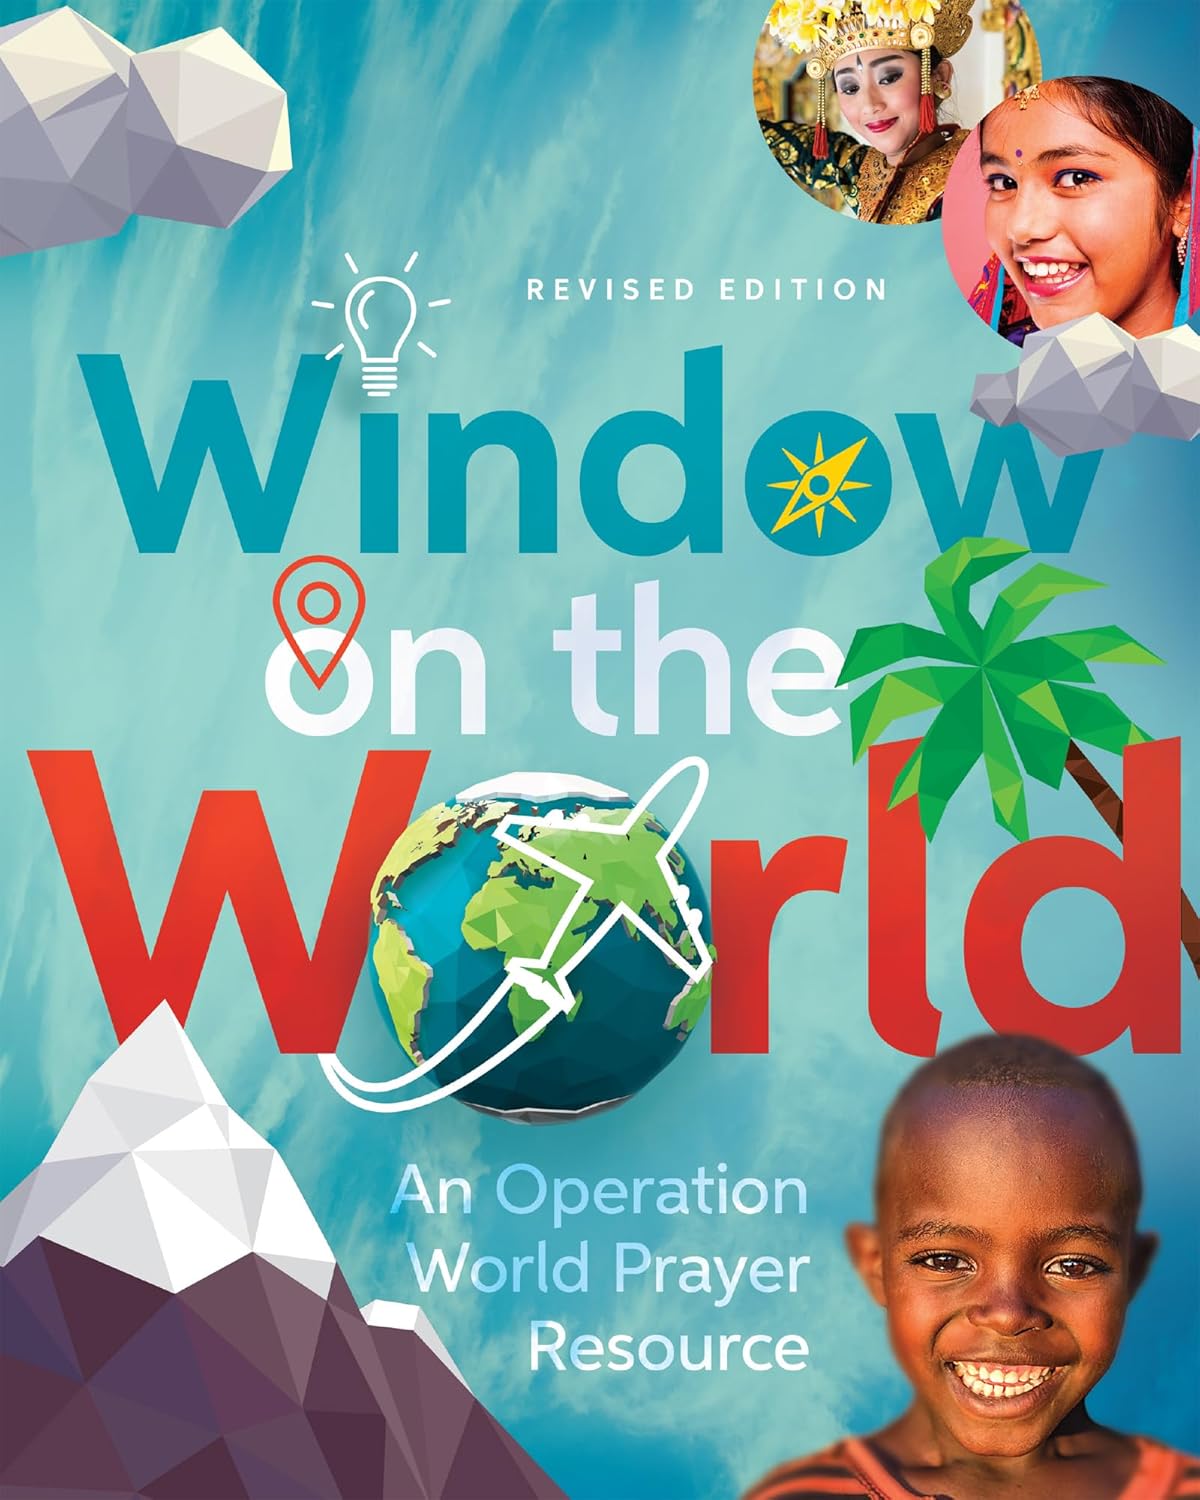 REVISED EDITION
Window
on the
World
An Operation
World Prayer
Resource